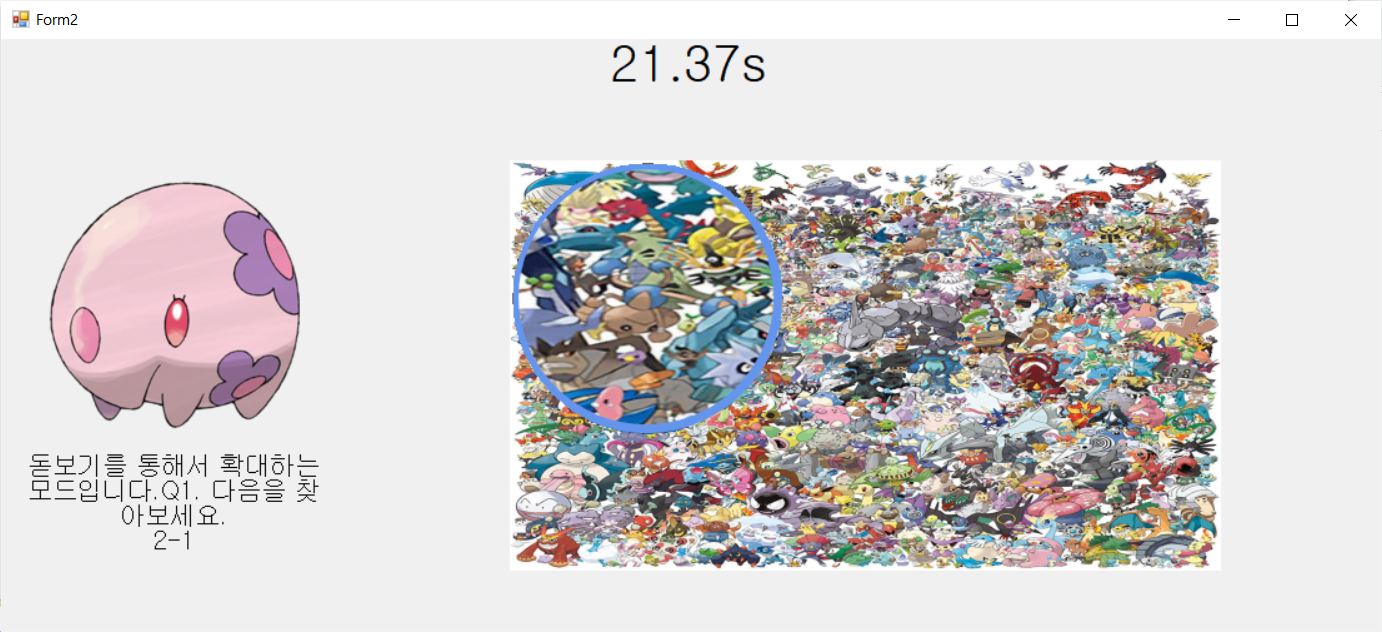 Form2
21.37s
돋보기를 통해서 확대하는
모드입니다.Q1. 다음을 찾
아보세요.
2-1